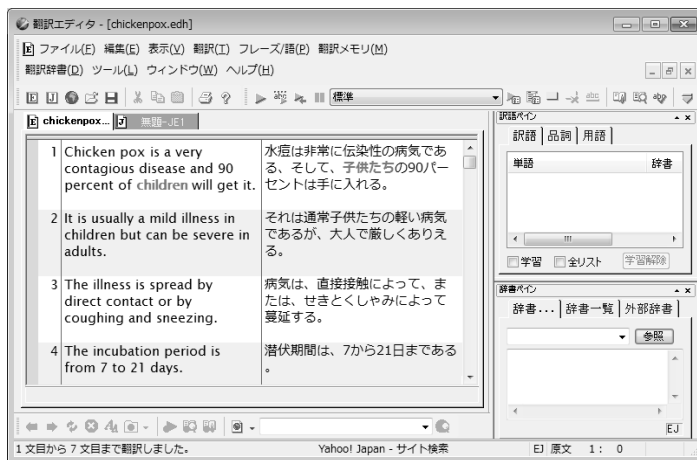 翻訳エディタ - [chickenpox.edh]
ファイル(F) 編集(E) 表示(V) 翻訳(T) フレーズ/語(P) 翻訳メモリ(M)
翻訳辞書(D) ツール(L) ウィンドウ(W) ヘルプ(H)
標準
chickenpox... 無題-JE1
1 Chicken pox is a very
contagious disease and 90
percent of children will get it.
水痘は非常に伝染性の病気であ
る、そして、子供たちの90パー
セントは手に入れる。
2 It is usually a mild illness in
children but can be severe in
adults.
それは通常子供たちの軽い病気
であるが、大人で厳しくありえ
る。
3 The illness is spread by
direct contact or by
coughing and sneezing.
病気は、直接接触によって、ま
たは、せきとくしゃみによって
蔓延する。
4 The incubation period is
from 7 to 21 days.
潜伏期間は、7から21日まである
。
訳語ペイン
訳語 品詞 用語
単語 辞書
学習 全リスト 学習解除
辞書ペイン
辞書... 辞書一覧 外部辞書
参照
EJ
1 文目から 7 文目まで翻訳しました。 Yahoo! Japan - サイト検索 EJ 原文 1: 0